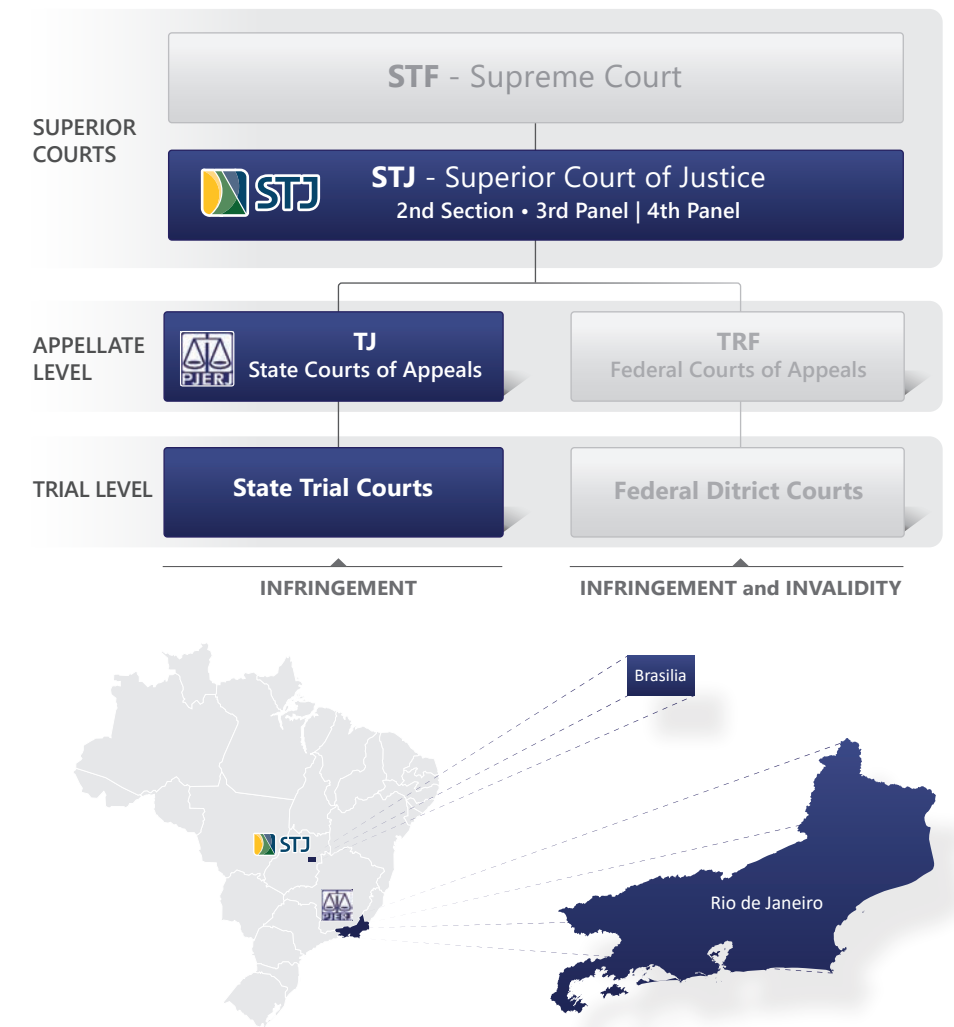 STF - Supreme Court
SUPERIOR
COURTS
STJ
STJ - Superior Court of Justice
2nd Section • 3rd Panel | 4th Panel
APPELLATE
LEVEL
PJERJ
TJ
State Courts of Appeals
TRF
Federal Courts of Appeals
TRIAL LEVEL
State Trial Courts
Federal Ditrict Courts
INFRINGEMENT
INFRINGEMENT and INVALIDITY
Brasilia
STJ
PJERJ
Rio de Janeiro